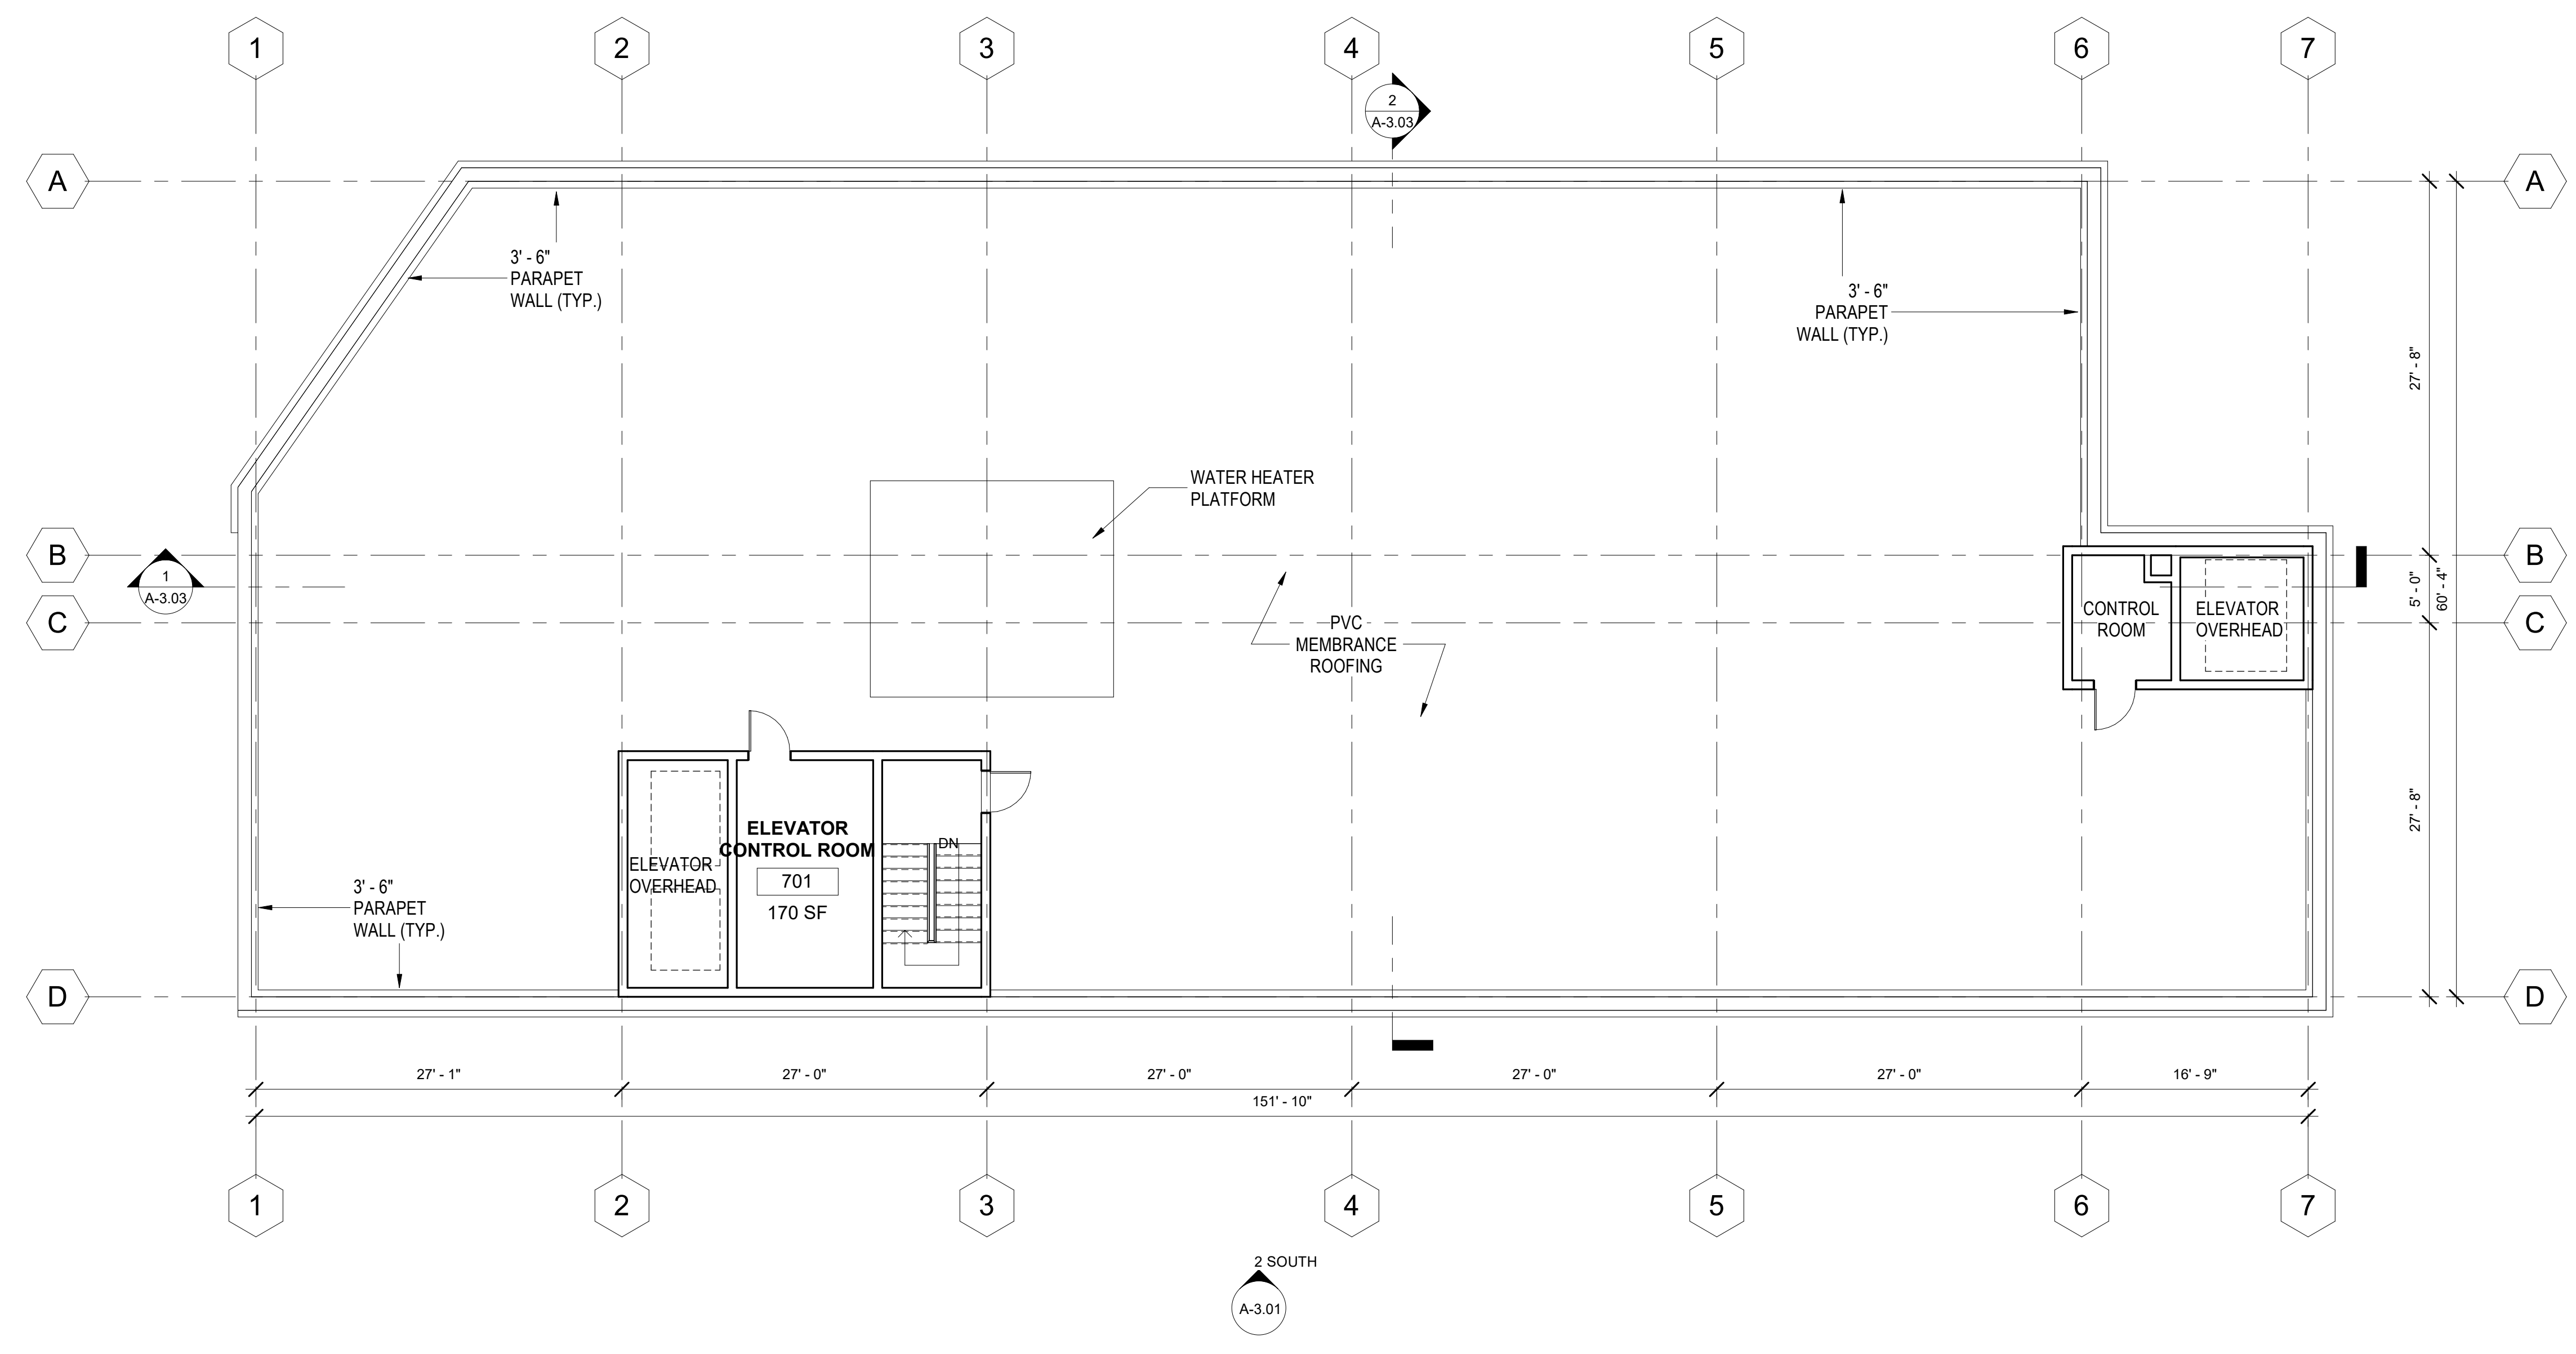 1 2 3 4 5 6 7
2
A-3.03
A A
3' - 6"
PARAPET
WALL (TYP.)
3' - 6"
PARAPET
WALL (TYP.)
27' - 8"
WATER HEATER
PLATFORM
B B
1
A-3.03
5' - 0"
60' - 4"
C C
CONTROL
ROOM
ELEVATOR
OVERHEAD
PVC
MEMBRANCE
ROOFING
27' - 8"
ELEVATOR
CONTROL ROOM
701
170 SF
ELEVATOR
OVERHEAD
DN
3' - 6"
PARAPET
WALL (TYP.)
D D
27' - 1" 27' - 0" 27' - 0" 27' - 0" 27' - 0" 16' - 9"
151' - 10"
1 2 3 4 5 6 7
2 SOUTH
A-3.01